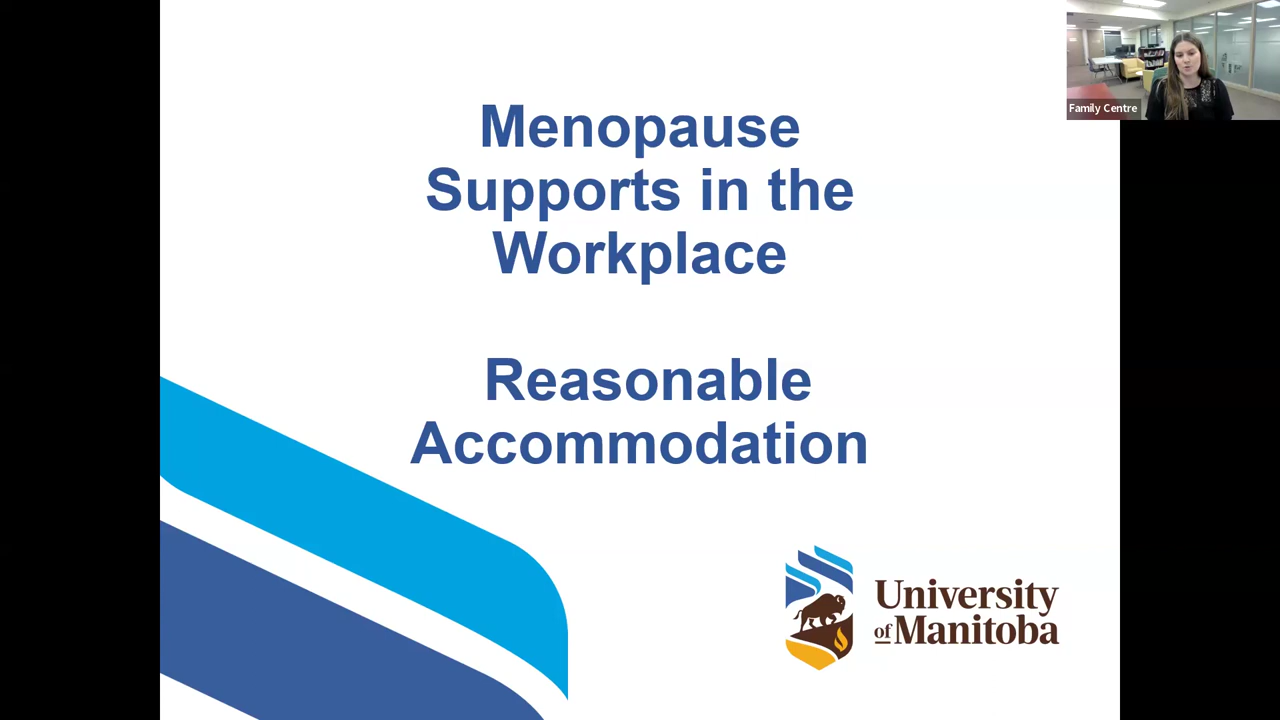 Menopause
Supports in the
Workplace
Reasonable
Accommodation
Family Centre
University
of Manitoba